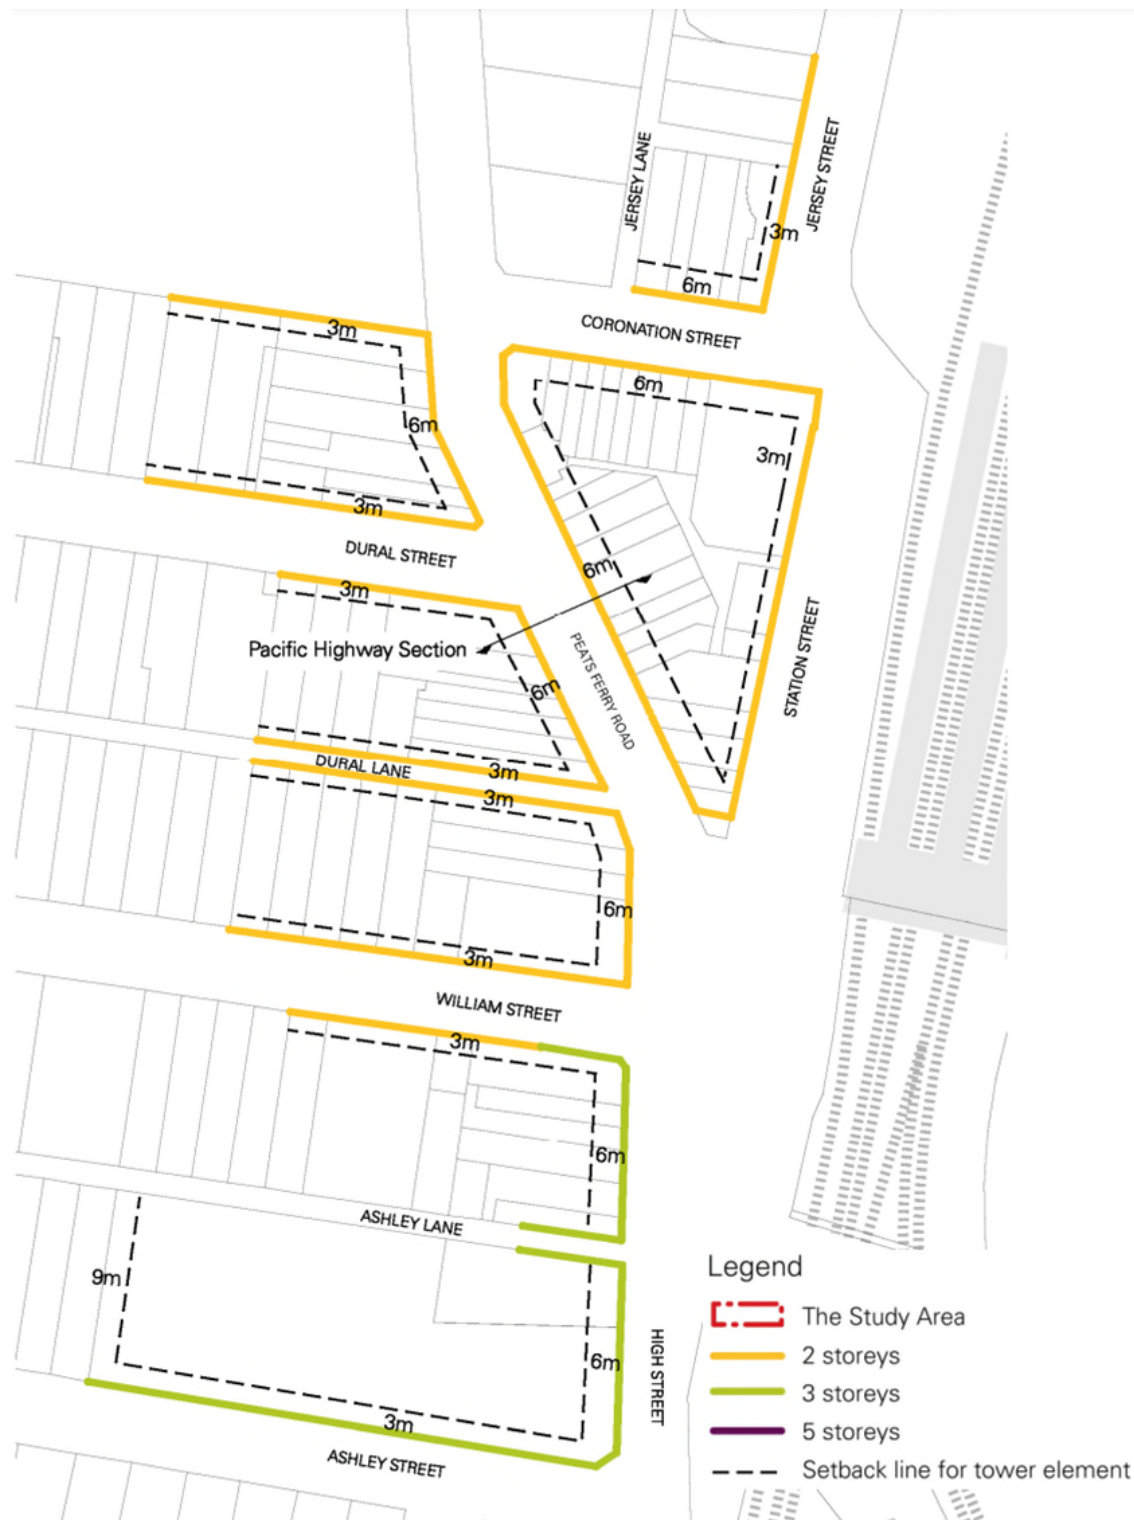 JERSEY LANE
JERSEY STREET
3m
6m
CORONATION STREET
3m
6m
6m
3m
3m
DURAL STREET
6m
3m
Pacific Highway Section
PEATS FERRY ROAD
STATION STREET
6m
DURAL LANE
3m
3m
6m
3m
WILLIAM STREET
3m
6m
ASHLEY LANE
9m
6m
HIGH STREET
3m
ASHLEY STREET
Legend
The Study Area
2 storeys
3 storeys
5 storeys
Setback line for tower element